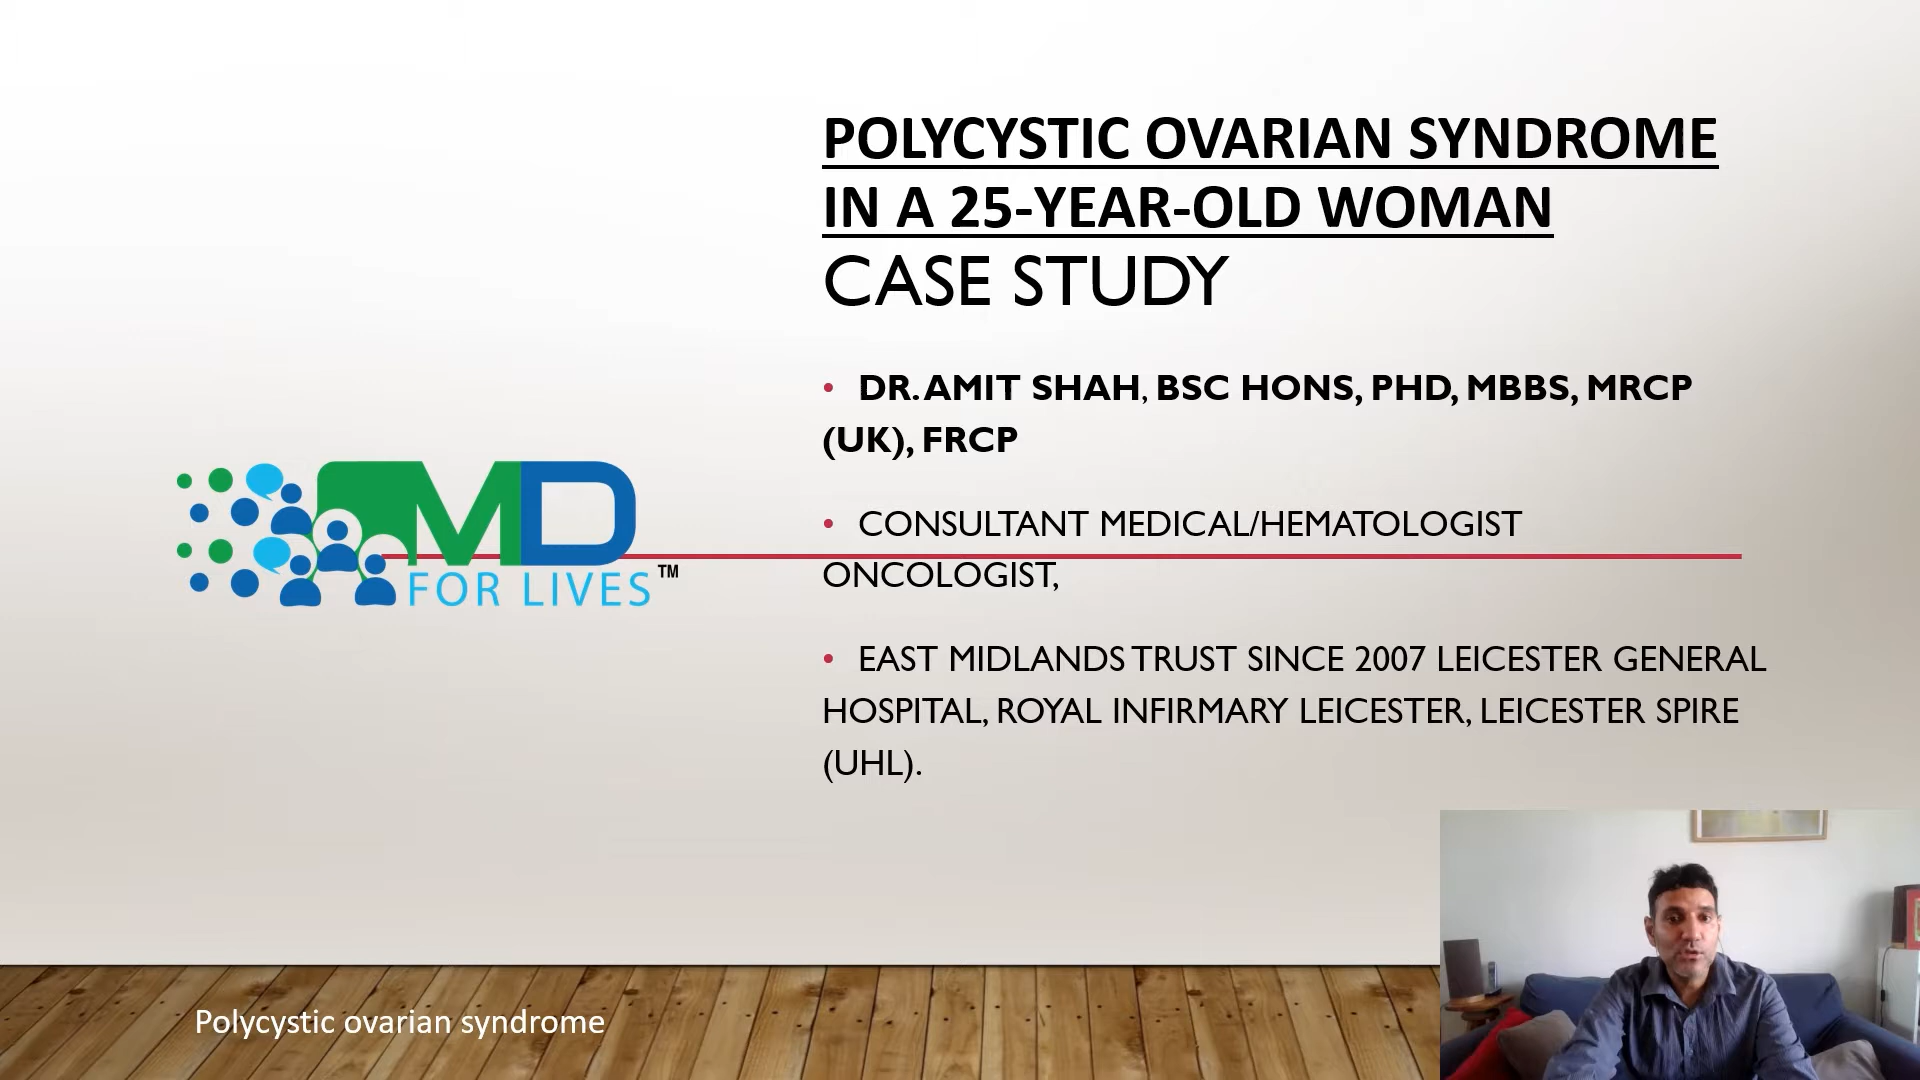 POLYCYSTIC OVARIAN SYNDROME
IN A 25-YEAR-OLD WOMAN
CASE STUDY
• DR. AMIT SHAH, BSC HONS, PHD, MBBS, MRCP
(UK), FRCP
• CONSULTANT MEDICAL/HEMATOLOGIST
ONCOLOGIST,
• EAST MIDLANDS TRUST SINCE 2007 LEICESTER GENERAL
HOSPITAL, ROYAL INFIRMARY LEICESTER, LEICESTER SPIRE
(UHL).
MD
FOR LIVES™
Polycystic ovarian syndrome